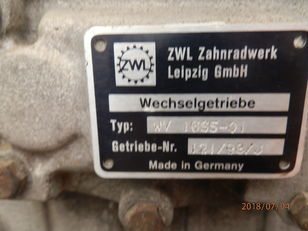 ZWL
ZWL Zahnradwerk
Leipzig GmbH
Wechselgetriebe
Typ:
Getriebe-Nr.
Made in Germany
2018/07/04